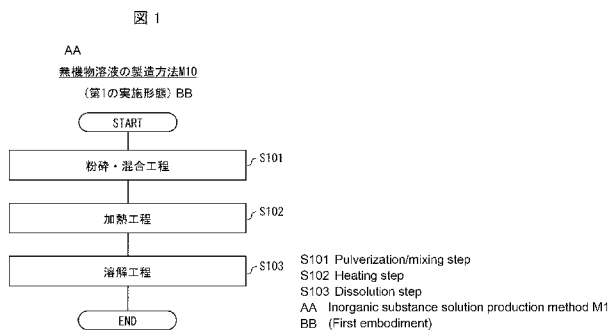 図 1
AA
無機物溶液の製造方法M10
(第1の実施形態) BB
START
粉砕・混合工程
S101
加熱工程
S102
溶解工程
S103
END
S101 Pulverization/mixing step
S102 Heating step
S103 Dissolution step
AA Inorganic substance solution production method M1
BB (First embodiment)